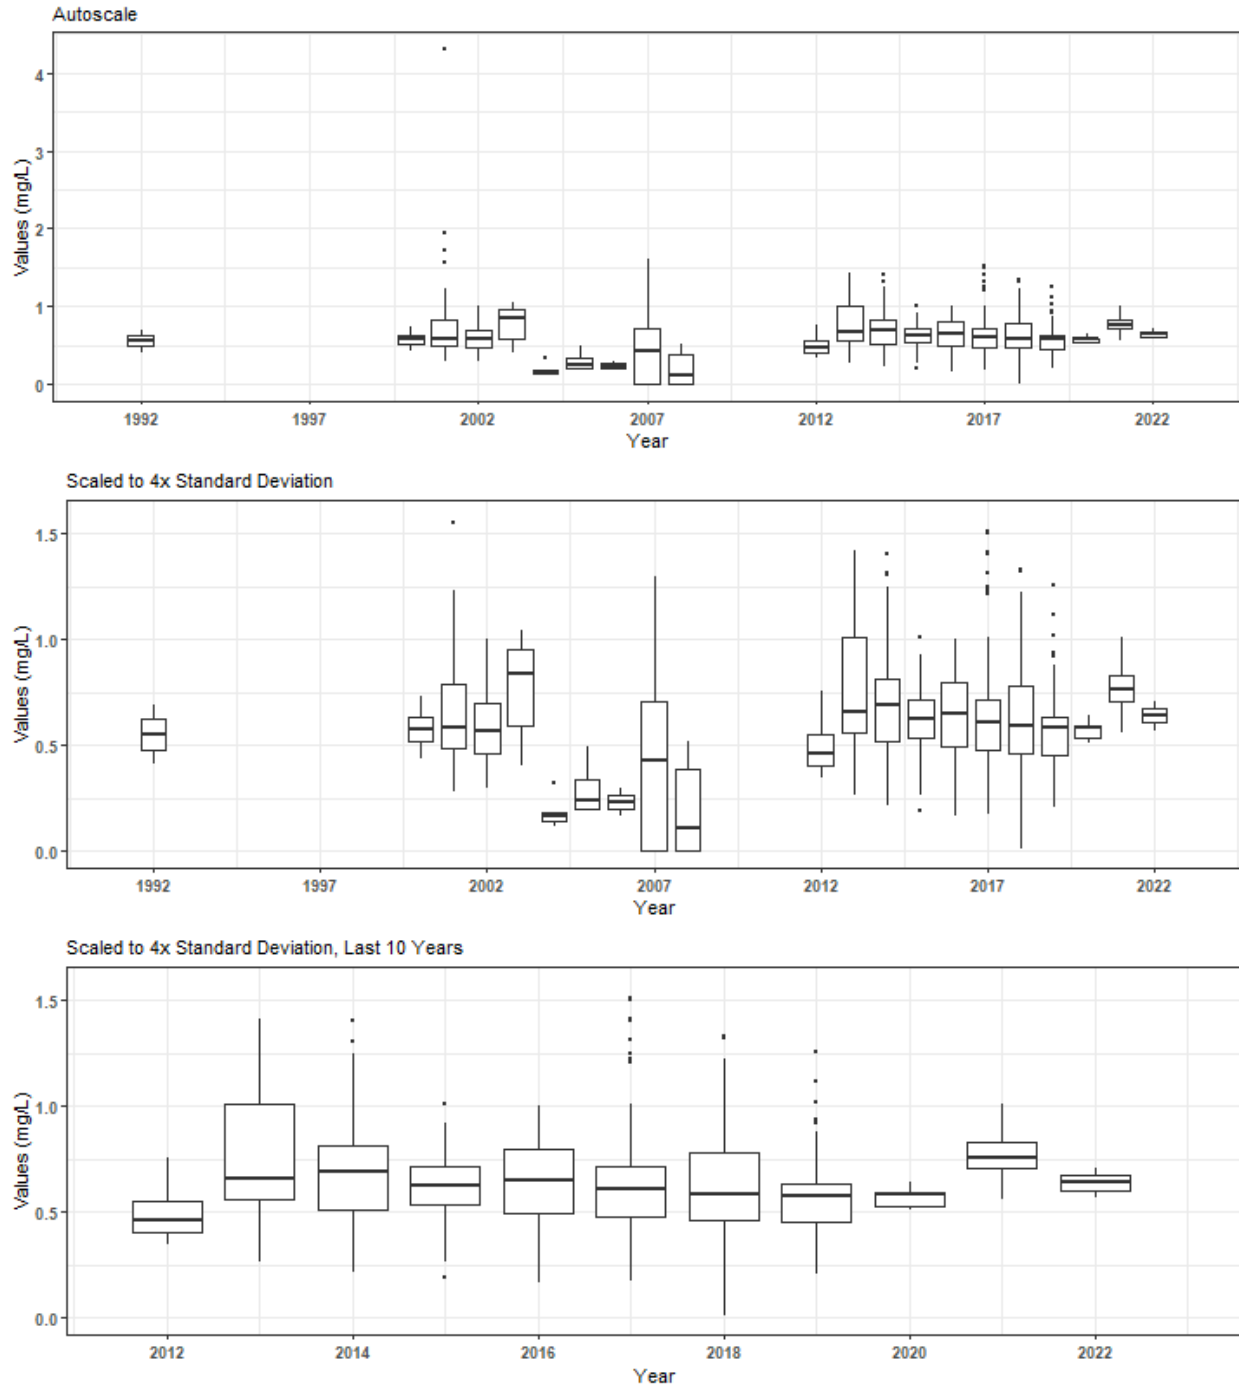 Autoscale
Values (mg/L)
4
3
2
1
0
1992 1997 2002 2007 2012 2017 2022
Year
Scaled to 4x Standard Deviation
Values (mg/L)
1.5
1.0
0.5
0.0
1992 1997 2002 2007 2012 2017 2022
Year
Scaled to 4x Standard Deviation, Last 10 Years
Values (mg/L)
1.5
1.0
0.5
0.0
2012 2014 2016 2018 2020 2022
Year